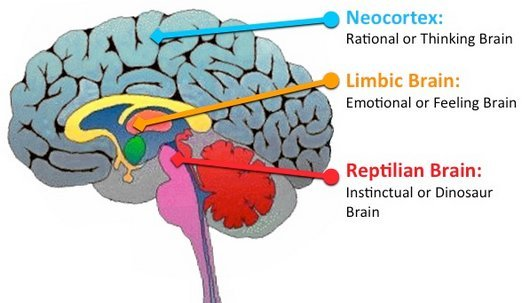 Neocortex:
Rational or Thinking Brain
Limbic Brain:
Emotional or Feeling Brain
Reptilian Brain:
Instinctual or Dinosaur
Brain